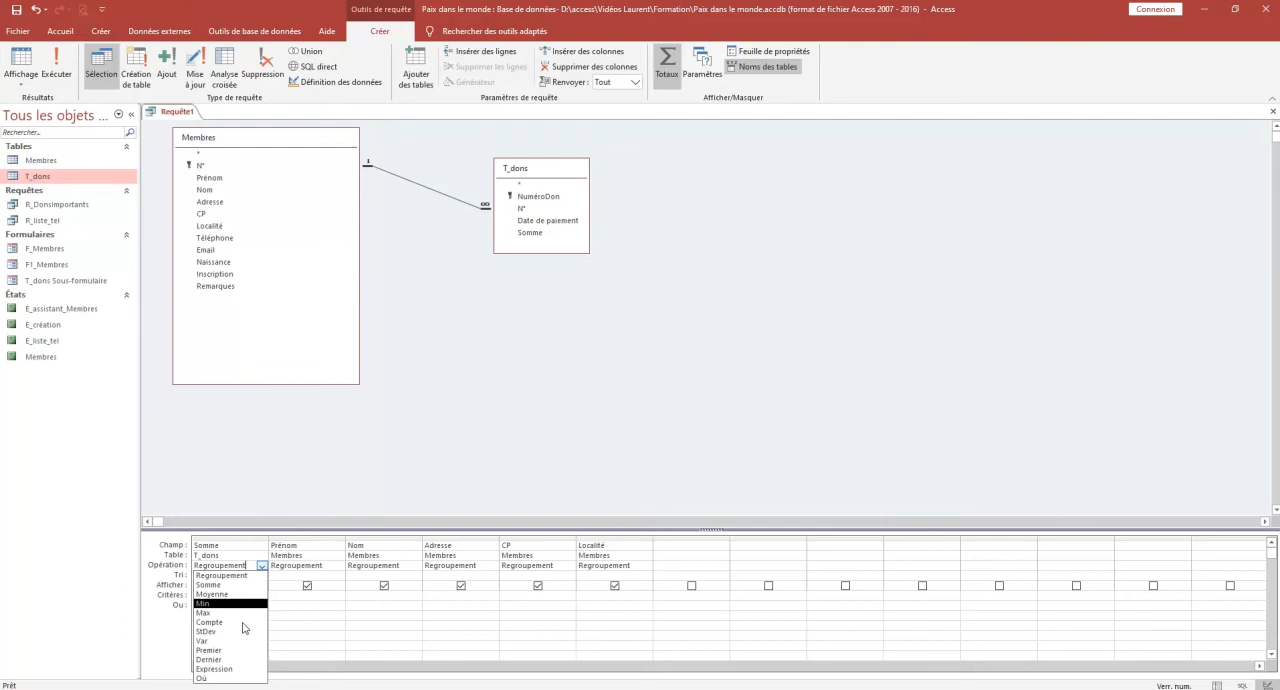 Outils de requête
Paix dans le monde : Base de données- D:\access\Vidéos Laurent\Formation\Paix dans le monde.accdb (format de fichier Access 2007 - 2016) - Access
Connexion
Fichier Accueil Créer Données externes Outils de base de données Aide Créer Rechercher des outils adaptés
Affichage Exécuter
Résultats
Sélection Création de table Ajout Mise à jour Analyse croisée Suppression
Union
SQL direct
Définition des données
Type de requête
Ajouter des tables
Insérer des lignes
Supprimer les lignes
Générateur
Insérer des colonnes
Supprimer des colonnes
Renvoyer : Tout
Paramètres de requête
Totaux Paramètres
Feuille de propriétés
Noms des tables
Afficher/Masquer
Tous les objets ...
Rechercher...
Tables
Membres
T_dons
Requêtes
R_Donsimportants
R_liste_tel
Formulaires
F_Membres
F1_Membres
T_dons Sous-formulaire
États
E_assistant_Membres
E_création
E_liste_tel
Membres
Requête1
Membres
*
N°
Prénom
Nom
Adresse
CP
Localité
Téléphone
Email
Naissance
Inscription
Remarques
1
∞
T_dons
*
NuméroDon
N°
Date de paiement
Somme
Champ : Somme Prénom Nom Adresse CP Localité
Table : T_dons Membres Membres Membres Membres Membres
Opération : Regroupement Regroupement Regroupement Regroupement Regroupement Regroupement
Tri :
Afficher :
Critères :
Ou :
Regroupement
Somme
Moyenne
Min
Max
Compte
StDev
Var
Premier
Dernier
Expression
Où
Prêt
Verr. num.
SQL